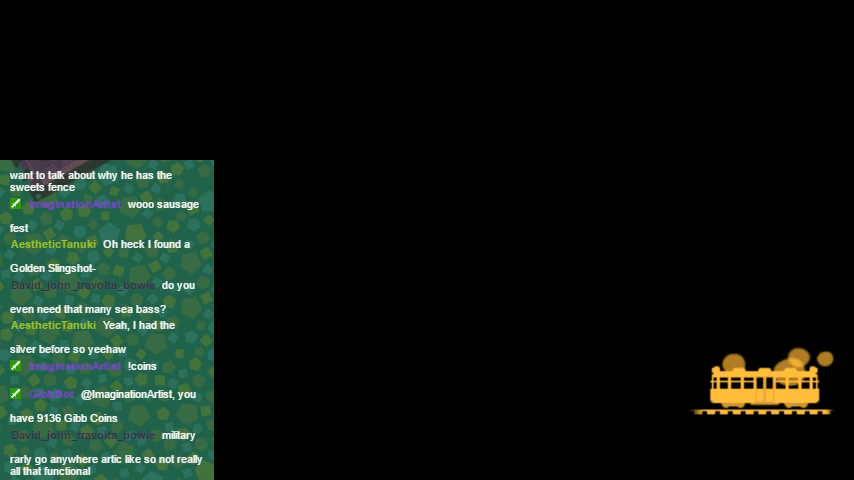 want to talk about why he has the
sweets fence
ImaginationArtist wooo sausage
fest
AestheticTanuki Oh heck I found a
Golden Slingshot-
David_john_travolta_bowie do you
even need that many sea bass?
AestheticTanuki Yeah, I had the
silver before so yeehaw
ImaginationArtist !coins
GibbBot @ImaginationArtist, you
have 9136 Gibb Coins
David_john_travolta_bowie military
rarly go anywhere artic like so not really
all that functional